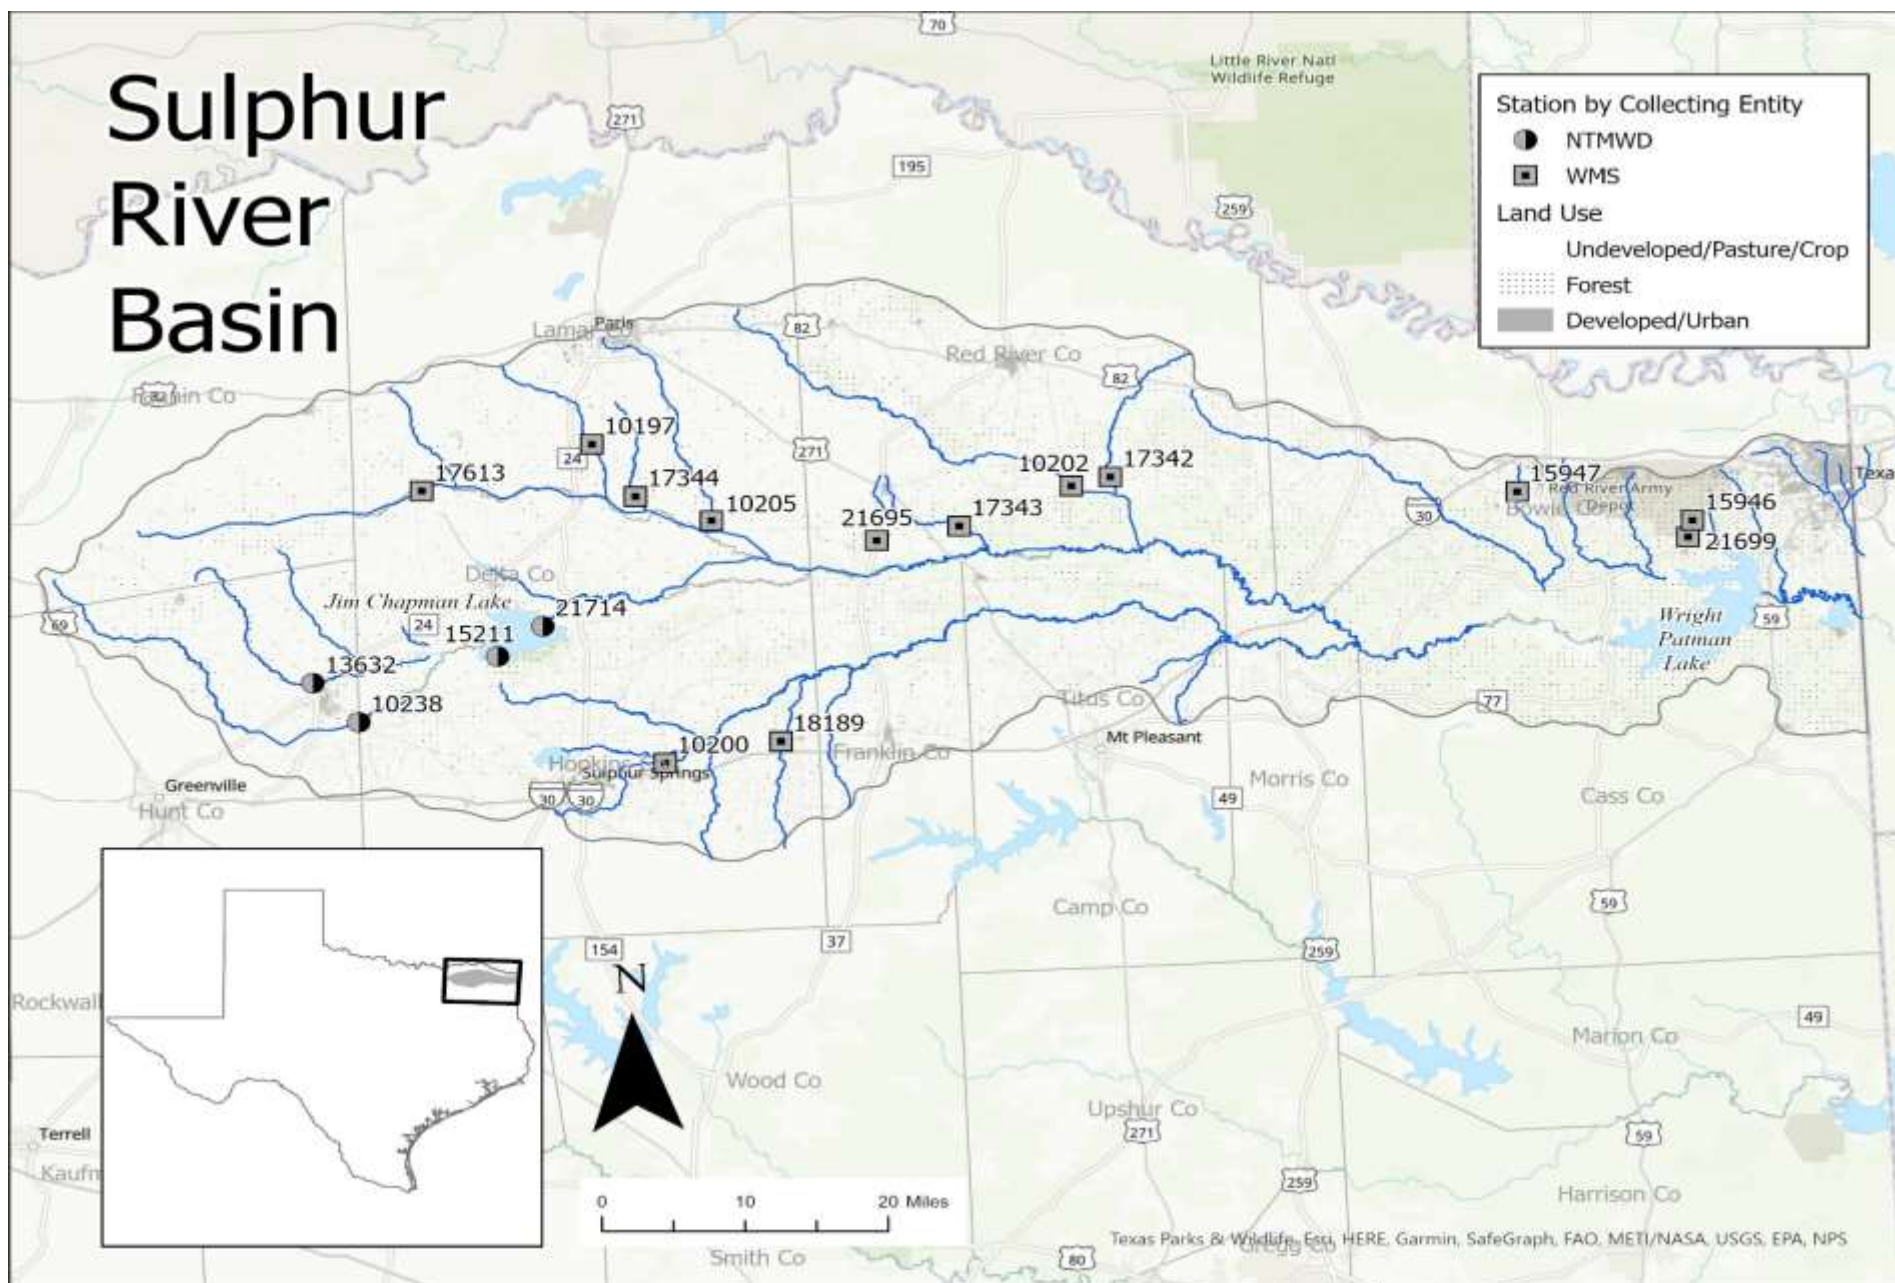 Sulphur
River
Basin
70
Little River Natl
Wildlife Refuge
271
195
259
Station by Collecting Entity
NTMWD
WMS
Land Use
Undeveloped/Pasture/Crop
Forest
Developed/Urban
Paris
82
Red River Co
82
10197
24
271
17613
17344
10205
10202
17342
15947
Texa
Red River Army
Bowie Co
30
15946
21699
21695
17343
Delta Co
Jim Chapman Lake
21714
69
24
15211
13632
10238
Wright
Patman
Lake
59
Titus Co
77
18189
10200
Franklin Co
Mt Pleasant
Sulphur Springs
Greenville
Hunt Co
30
30
Morris Co
49
Cass Co
Camp Co
59
154
37
259
N
Rockwall
49
Marion Co
Wood Co
Upshur Co
271
59
Terrell
Kaufn
259
Harrison Co
0 10 20 Miles
Smith Co
80
Texas Parks & Wildlife, Esri, HERE, Garmin, SafeGraph, FAO, METI/NASA, USGS, EPA, NPS